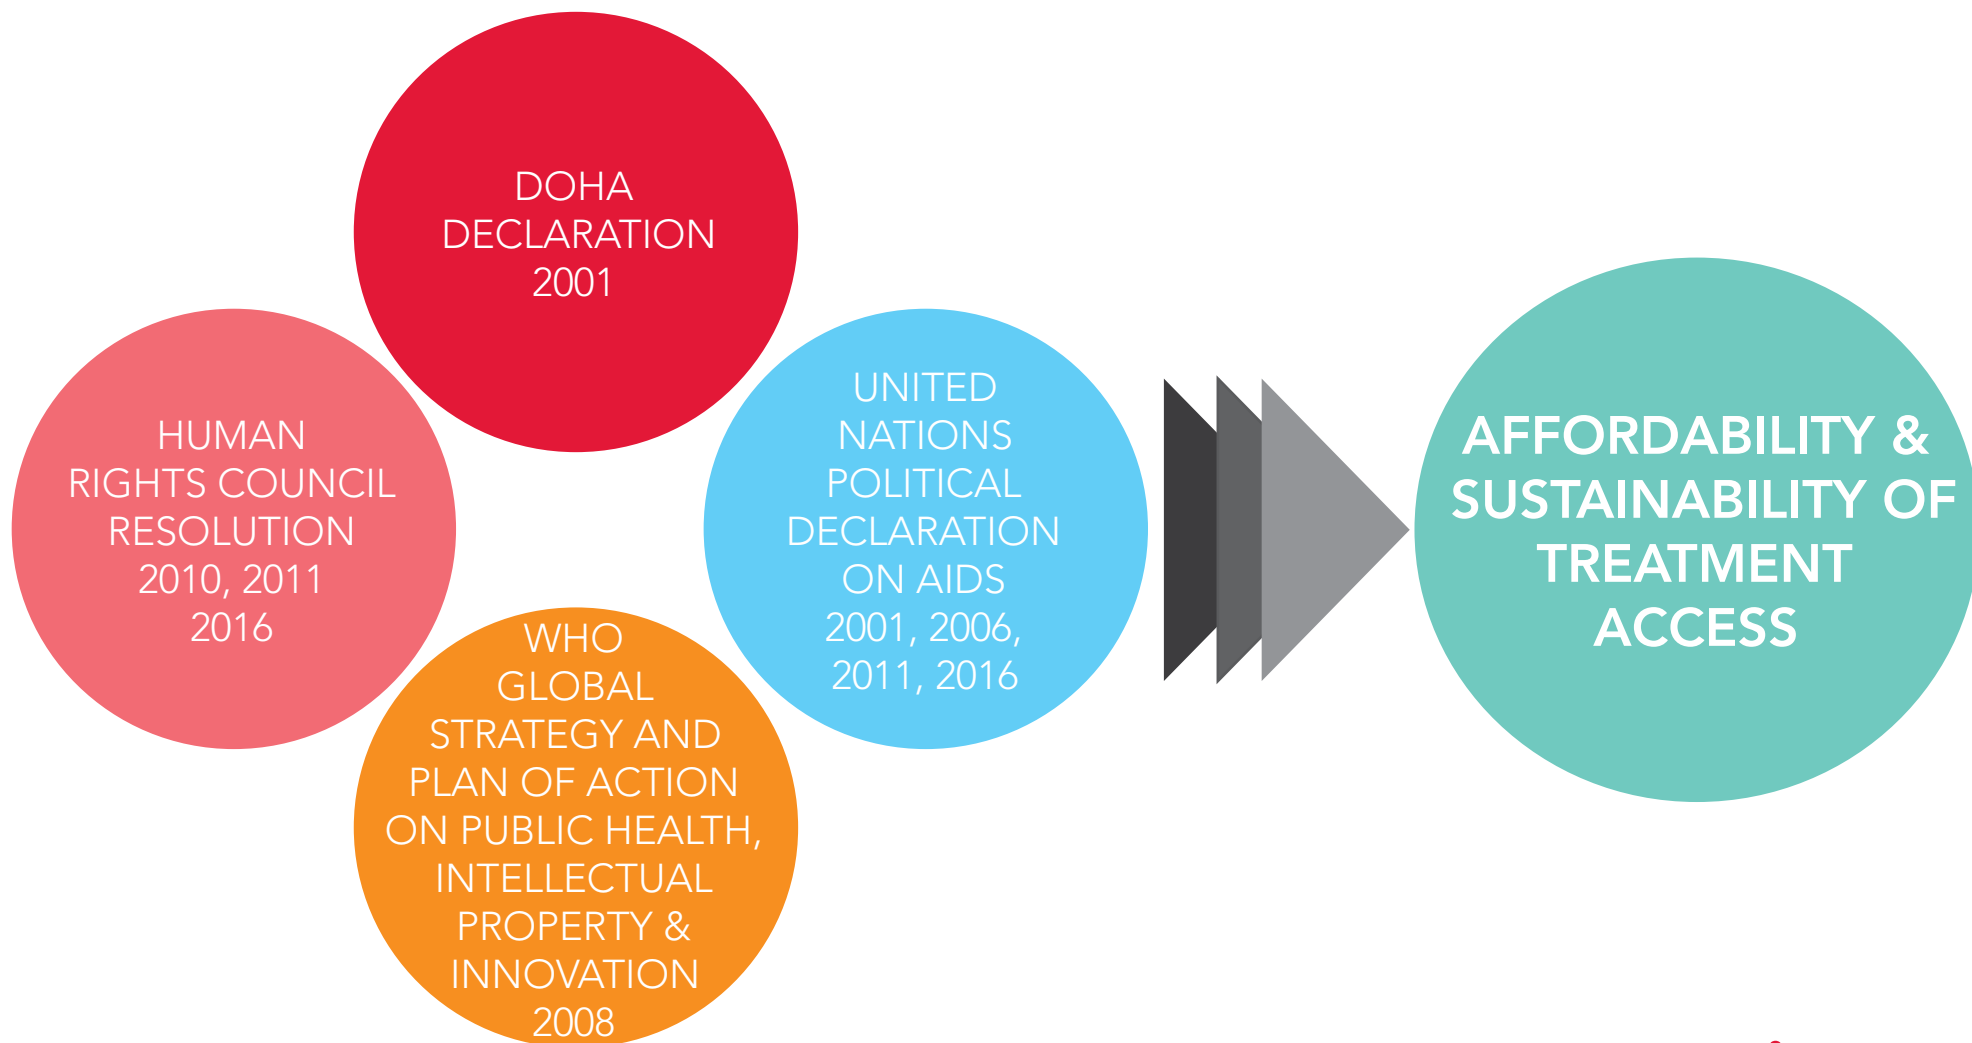 DOHA
DECLARATION
2001
HUMAN
RIGHTS COUNCIL
RESOLUTION
2010, 2011
2016
UNITED
NATIONS
POLITICAL
DECLARATION
ON AIDS
2001, 2006,
2011, 2016
WHO
GLOBAL
STRATEGY AND
PLAN OF ACTION
ON PUBLIC HEALTH,
INTELLECTUAL
PROPERTY &
INNOVATION
2008
AFFORDABILITY &
SUSTAINABILITY OF
TREATMENT
ACCESS